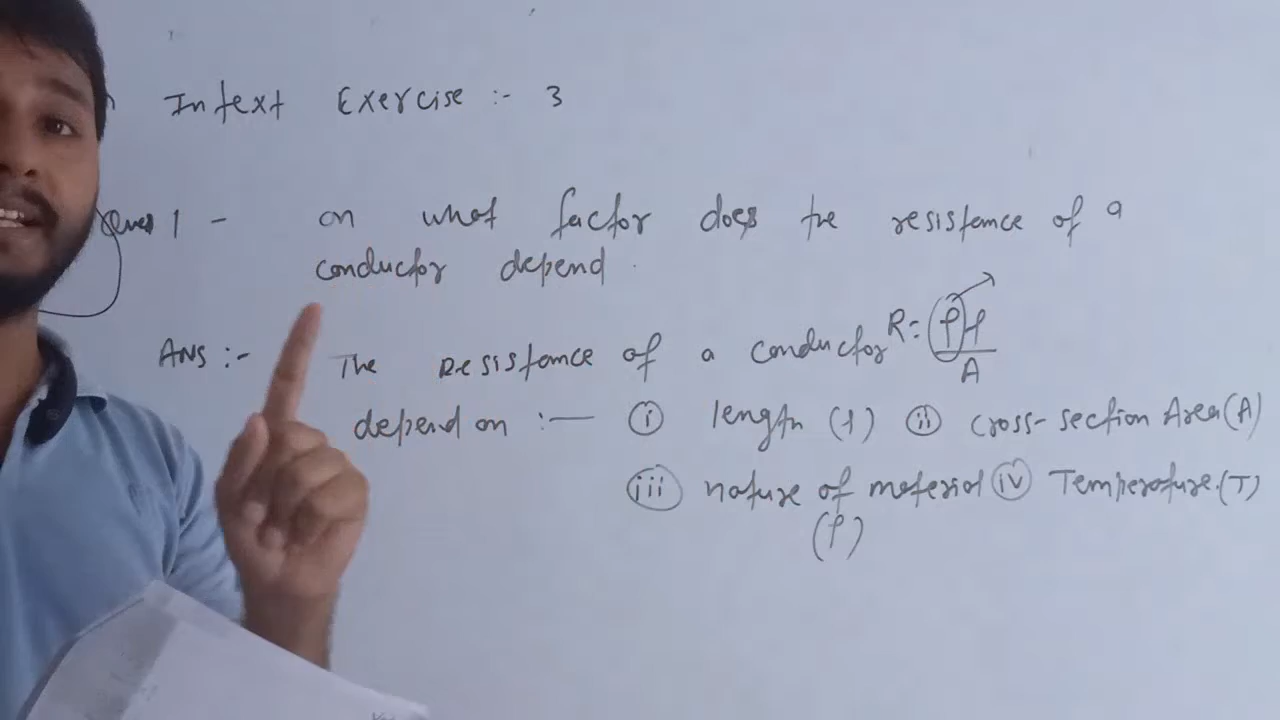 Intext Exercise :- 3
Ques 1 - on what factor does the resistance of a
conductor depend.
Ans :- The Resistance of a conductor R = ρl/A
depend on :— (i) length (l) (ii) cross-section Area (A)
(iii) nature of material (iv) Temperature.(T)
(ρ)